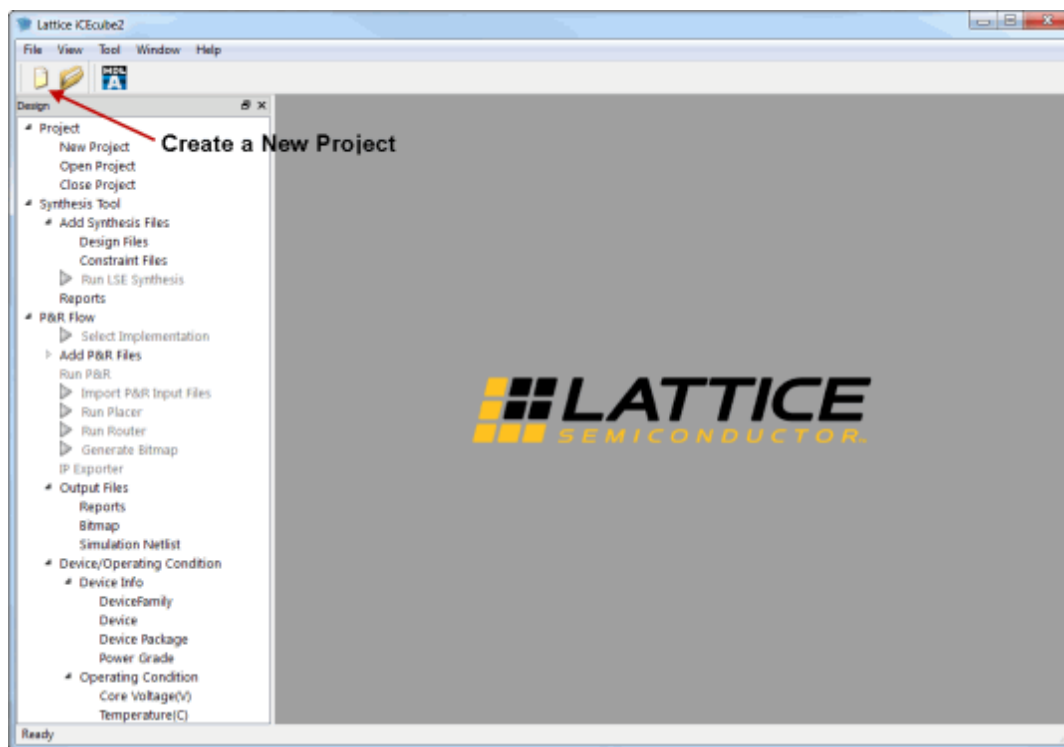 Lattice iCEcube2
File View Tool Window Help
HDL
A
Design
Create a New Project
Project
New Project
Open Project
Close Project
Synthesis Tool
Add Synthesis Files
Design Files
Constraint Files
Run LSE Synthesis
Reports
P&R Flow
Select Implementation
Add P&R Files
Run P&R
Import P&R Input Files
Run Placer
Run Router
Generate Bitmap
IP Exporter
Output Files
Reports
Bitmap
Simulation Netlist
Device/Operating Condition
Device Info
DeviceFamily
Device
Device Package
Power Grade
Operating Condition
Core Voltage(V)
Temperature(C)
LATTICE
SEMICONDUCTOR
Ready